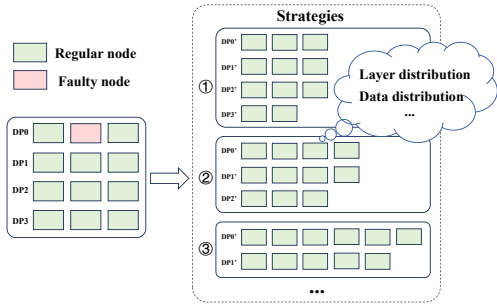 Strategies
Regular node
Faulty node
DP0
DP1
DP2
DP3
①
DP0'
DP1'
DP2'
DP3'
Layer distribution
Data distribution
...
②
DP0'
DP1'
DP2'
③
DP0'
DP1'
...